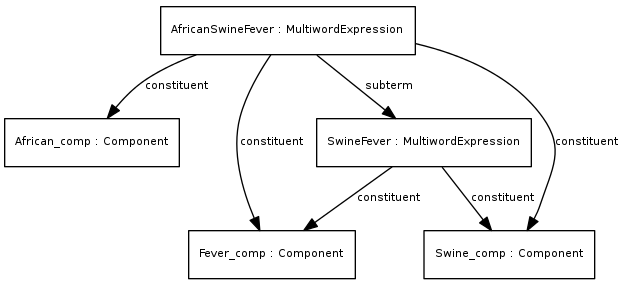 AfricanSwineFever : MultiwordExpression
constituent
subterm
African_comp : Component
constituent
SwineFever : MultiwordExpression
constituent
constituent
constituent
Fever_comp : Component
Swine_comp : Component